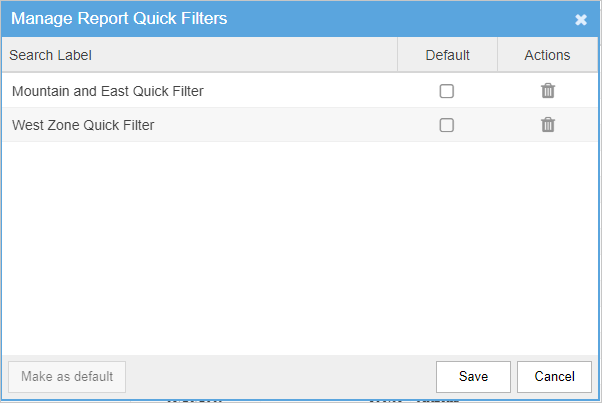 Manage Report Quick Filters
Search Label Default Actions
Mountain and East Quick Filter
West Zone Quick Filter
Make as default Save Cancel